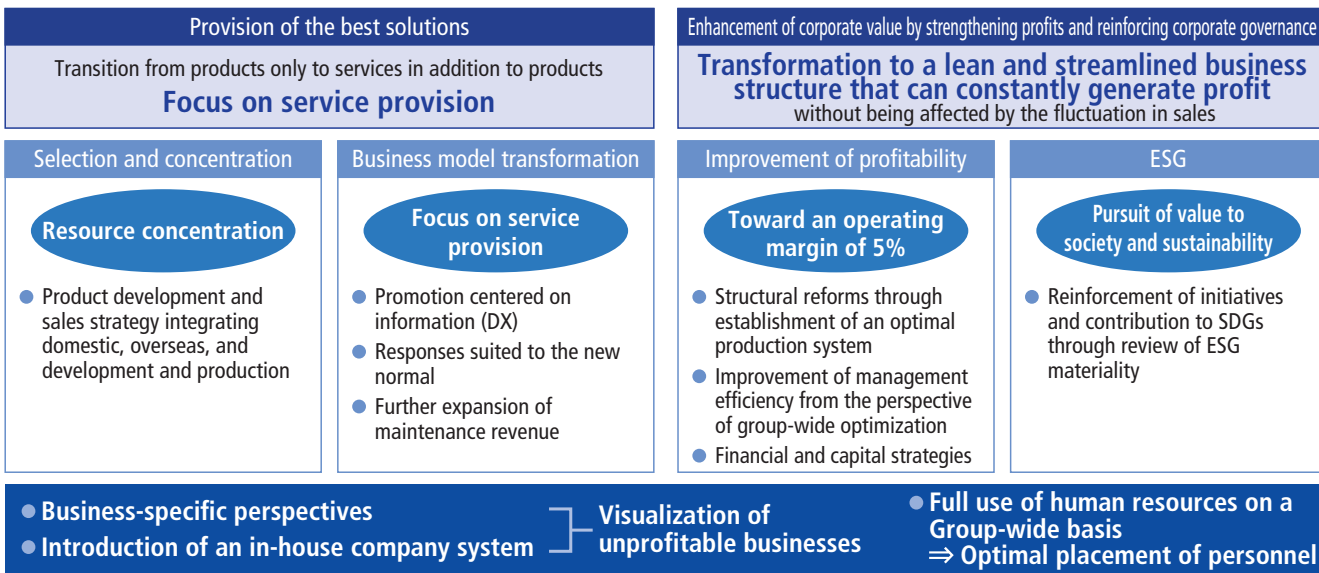 Provision of the best solutions
Transition from products only to services in addition to products
Focus on service provision
Enhancement of corporate value by strengthening profits and reinforcing corporate governance
Transformation to a lean and streamlined business
structure that can constantly generate profit
without being affected by the fluctuation in sales
Selection and concentration
Resource concentration
● Product development and
sales strategy integrating
domestic, overseas, and
development and production
Business model transformation
Focus on service
provision
● Promotion centered on
information (DX)
● Responses suited to the new
normal
● Further expansion of
maintenance revenue
Improvement of profitability
Toward an operating
margin of 5%
● Structural reforms through
establishment of an optimal
production system
● Improvement of management
efficiency from the perspective
of group-wide optimization
● Financial and capital strategies
ESG
Pursuit of value to
society and sustainability
● Reinforcement of initiatives
and contribution to SDGs
through review of ESG
materiality
● Business-specific perspectives
● Introduction of an in-house company system
Visualization of
unprofitable businesses
● Full use of human resources on a
Group-wide basis
⇒ Optimal placement of personnel